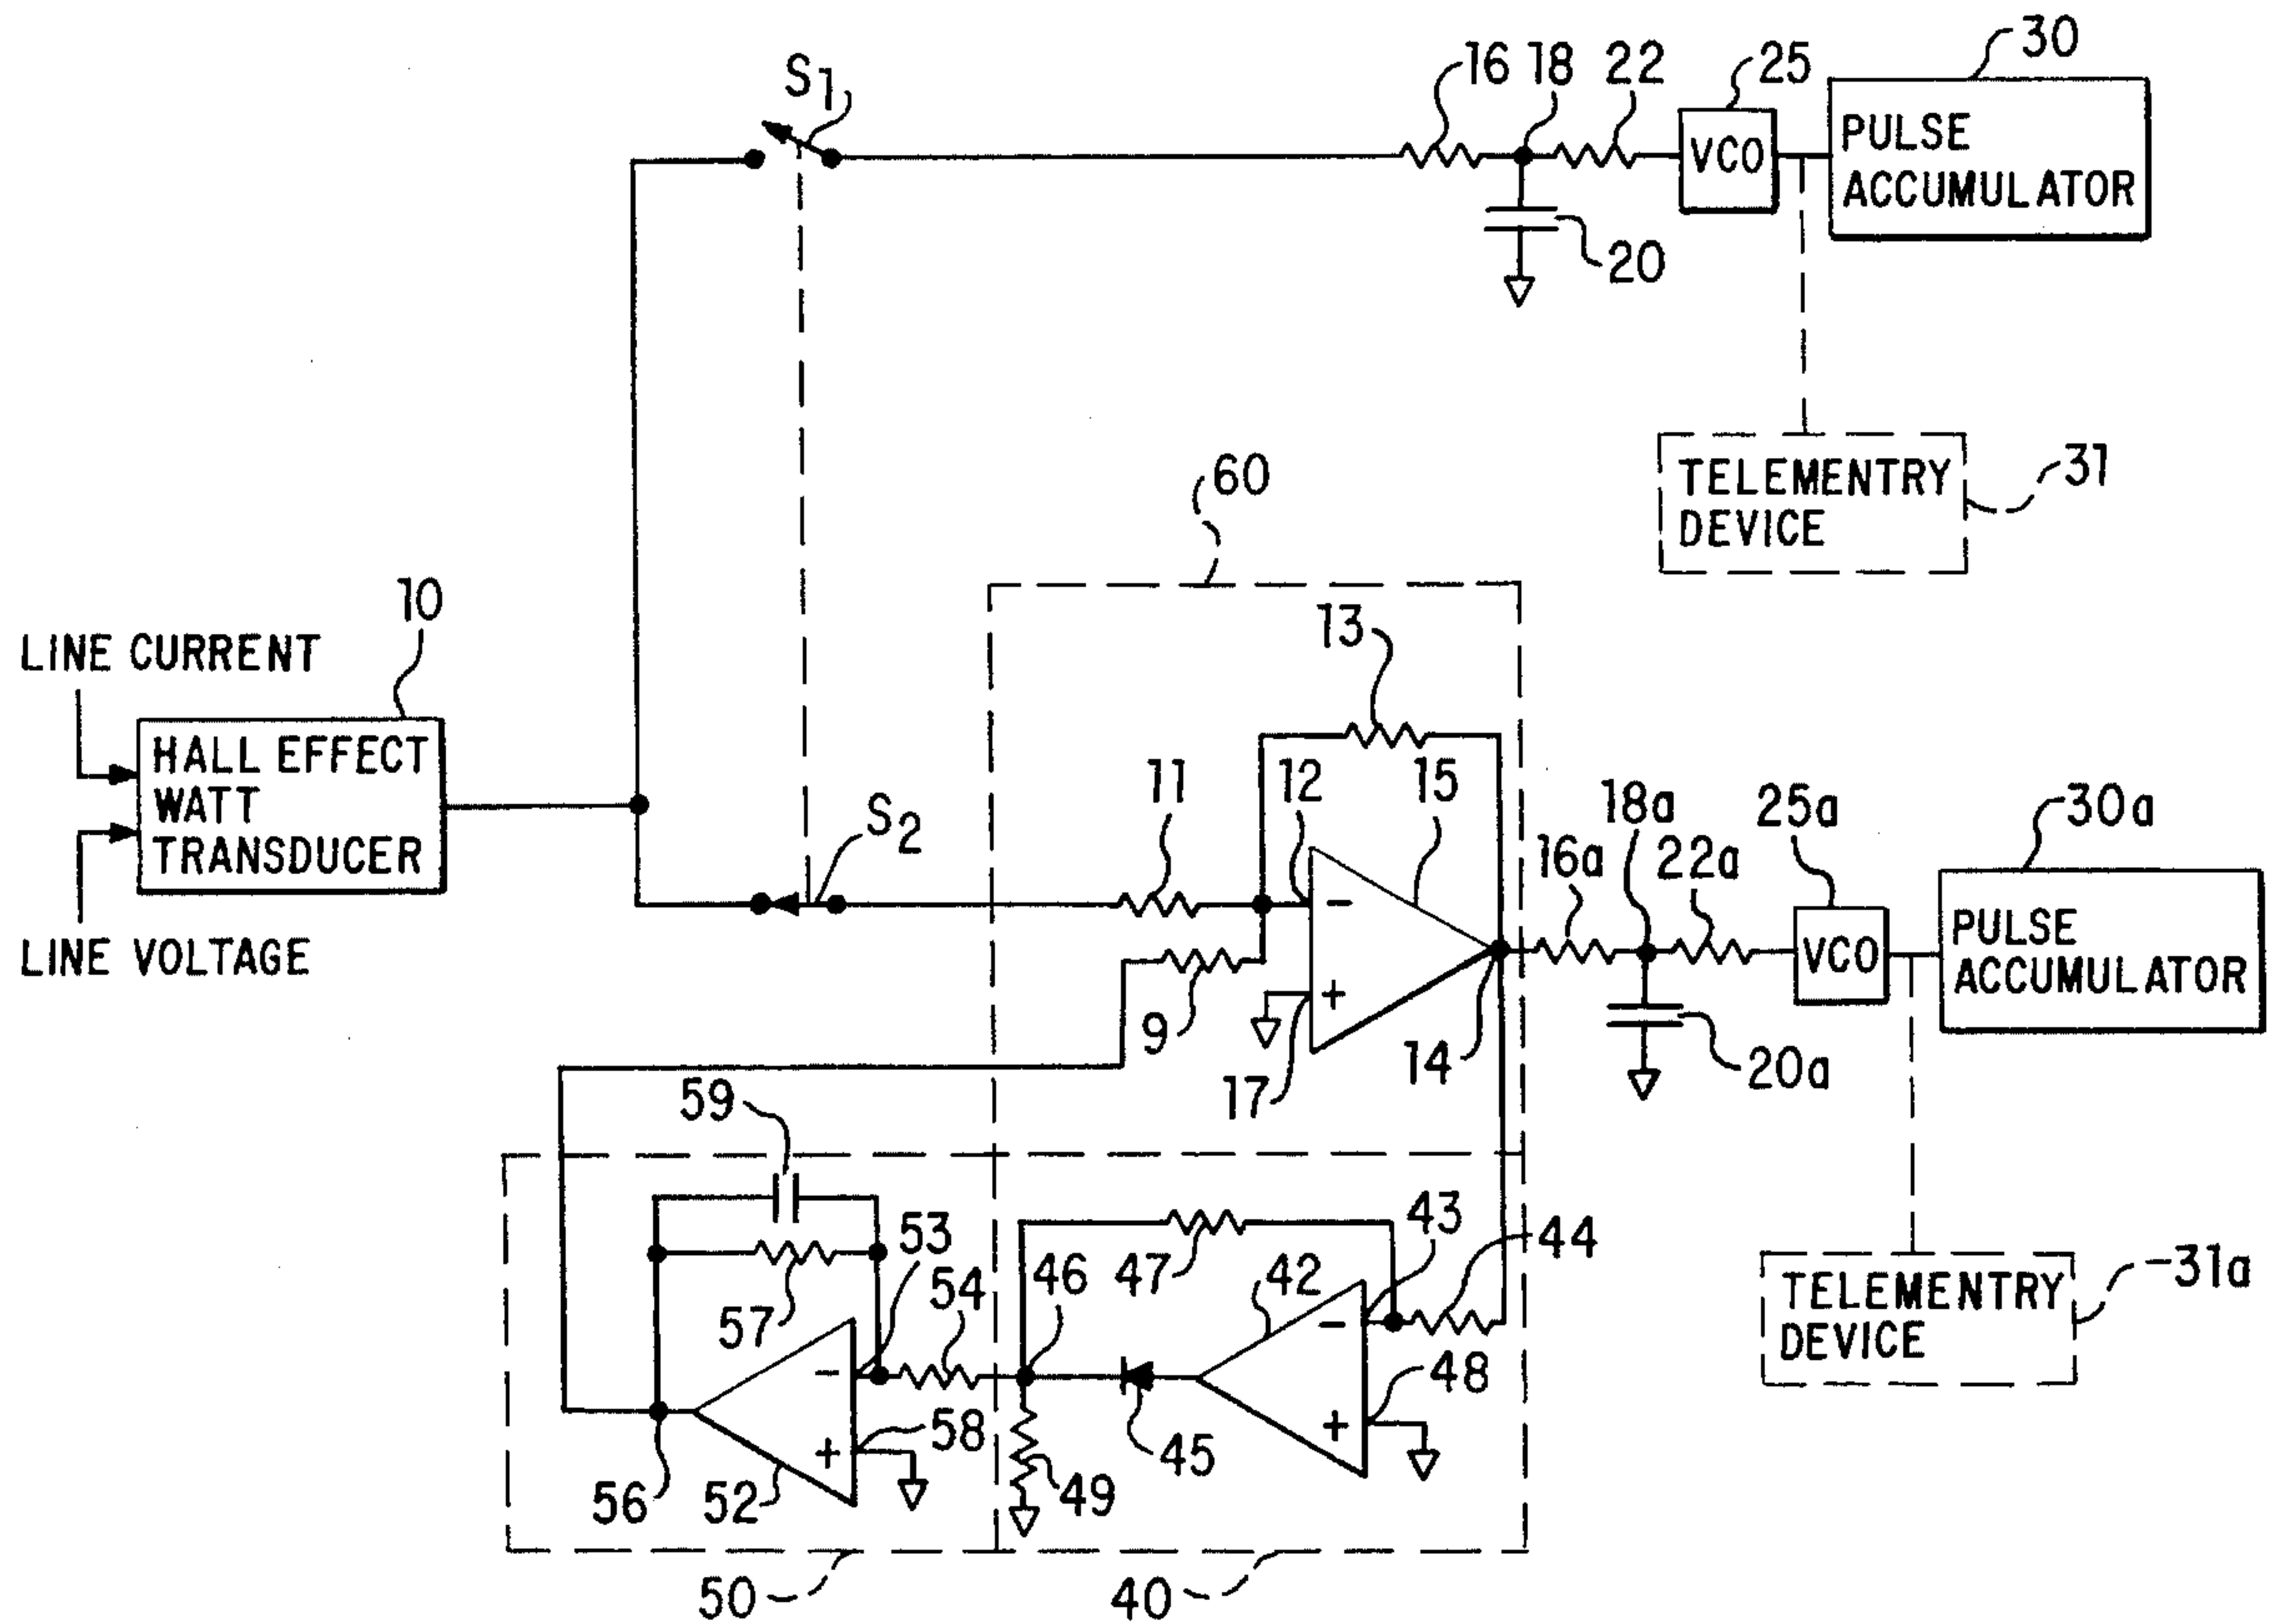 S1
16
18
22
25
30
VCO
PULSE
ACCUMULATOR
20
TELEMENTRY
DEVICE
31
60
10
LINE CURRENT
HALL EFFECT
WATT
TRANSDUCER
LINE VOLTAGE
S2
13
11
12
15
−
+
9
17
14
16a
18a
22a
25a
30a
VCO
PULSE
ACCUMULATOR
20a
TELEMENTRY
DEVICE
31a
59
53
54
57
−
+
58
56
52
50
46
47
42
43
44
−
+
48
45
49
40